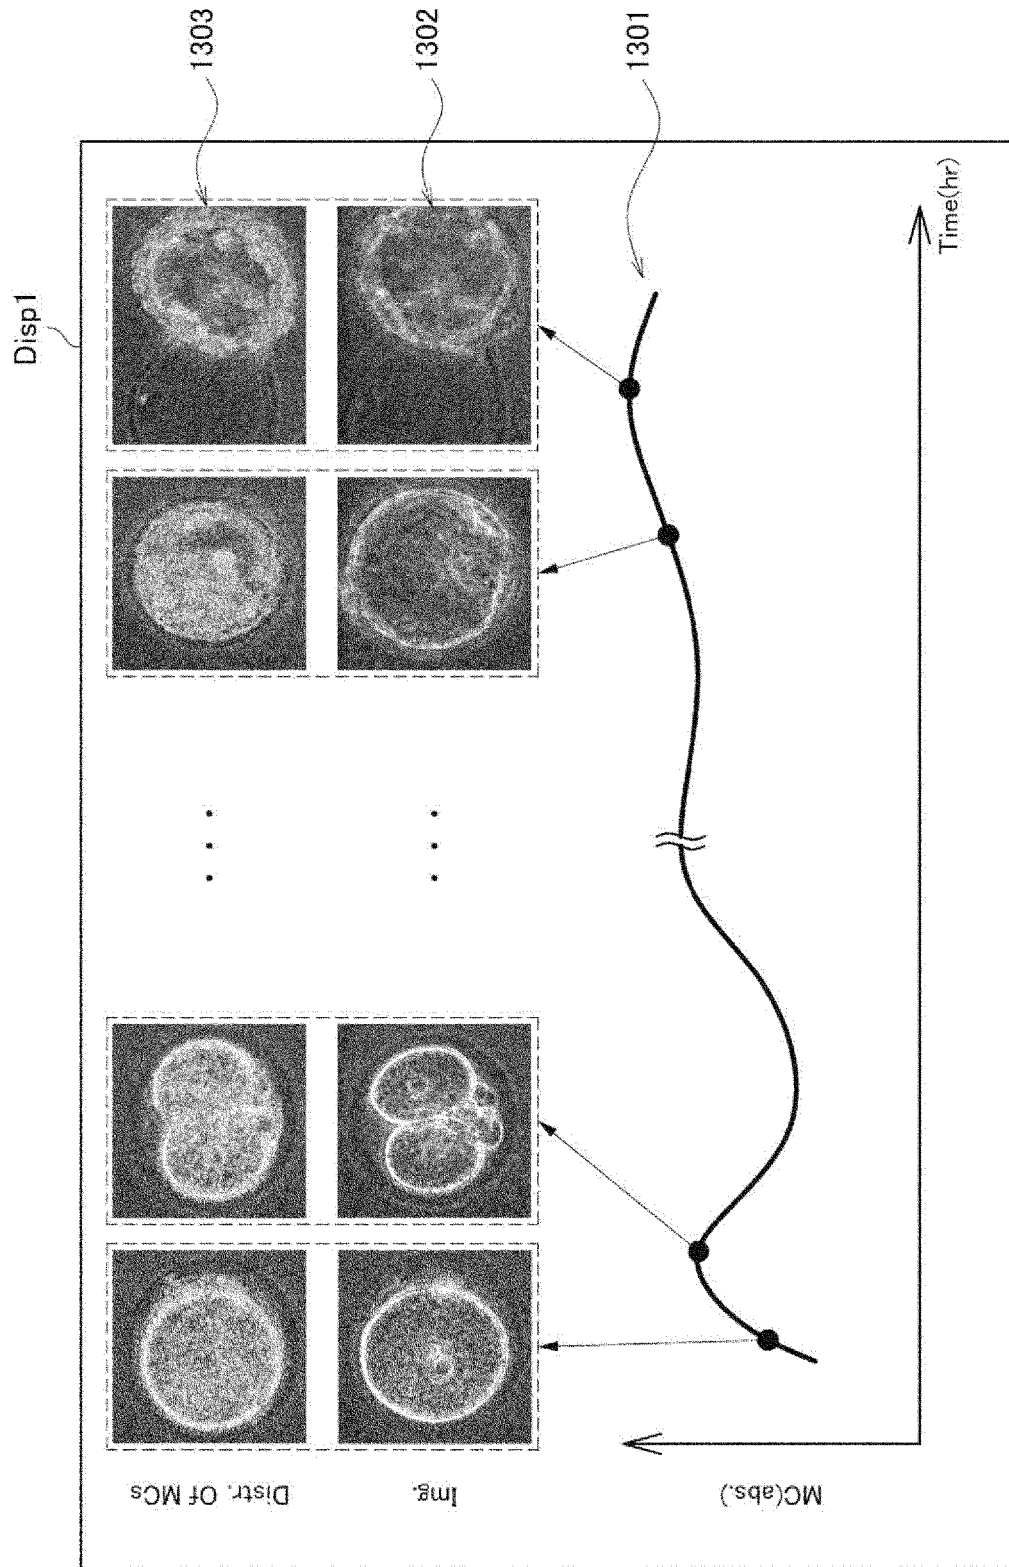 Disp1
1303
1302
1301
Distr. Of MCs
Img.
MC(abs.)
Time(hr)